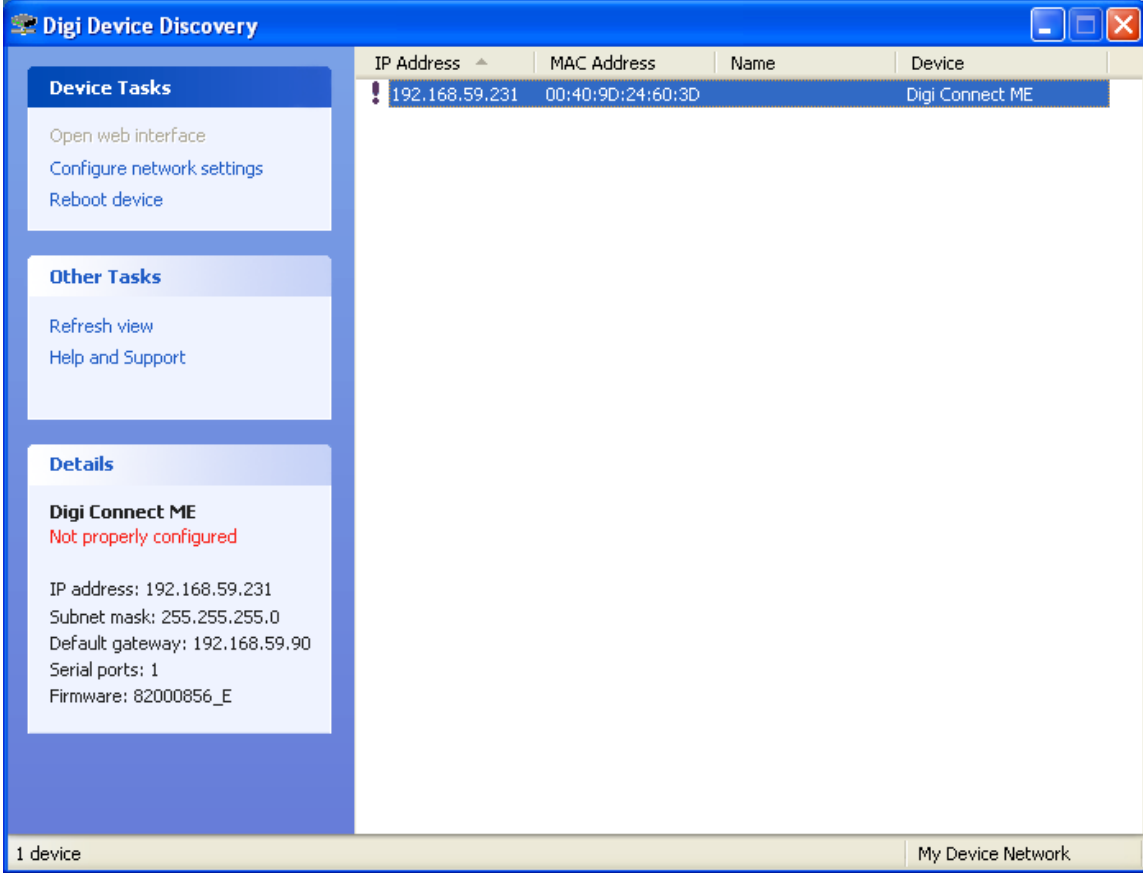 Digi Device Discovery
Device Tasks
Open web interface
Configure network settings
Reboot device
Other Tasks
Refresh view
Help and Support
Details
Digi Connect ME
Not properly configured
IP address: 192.168.59.231
Subnet mask: 255.255.255.0
Default gateway: 192.168.59.90
Serial ports: 1
Firmware: 82000856_E
IP Address MAC Address Name Device
192.168.59.231 00:40:9D:24:60:3D Digi Connect ME
1 device My Device Network